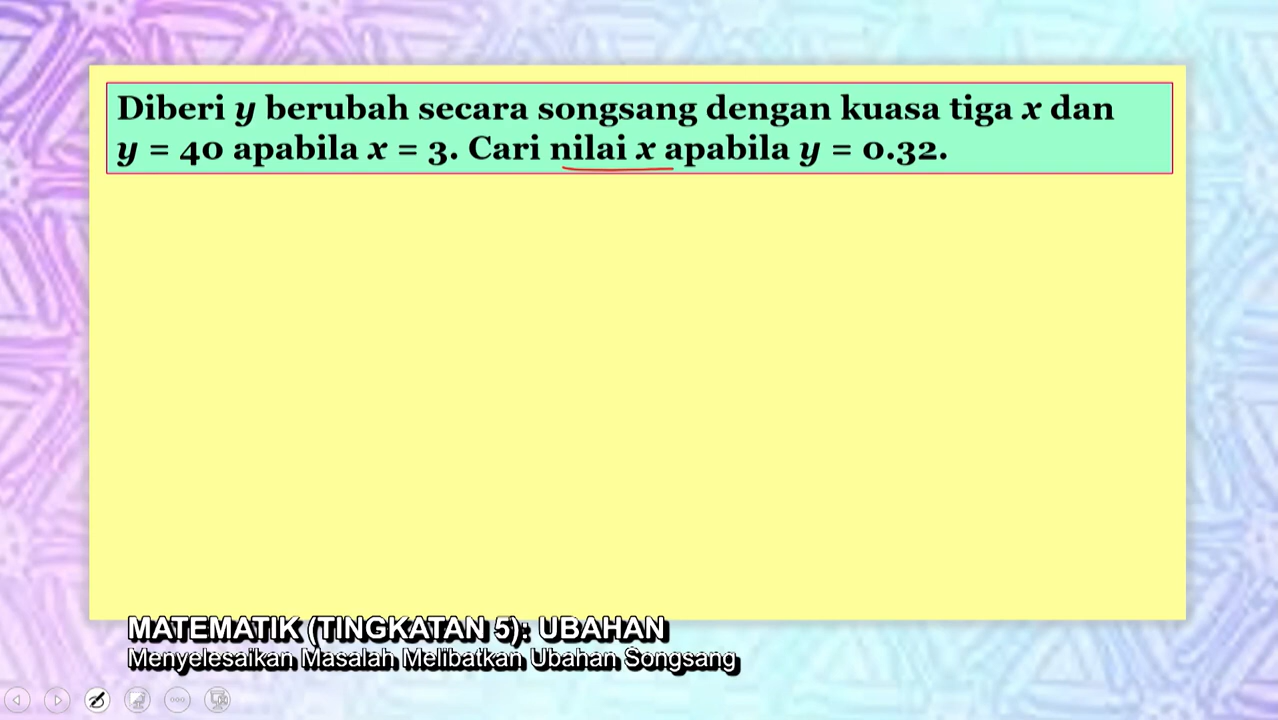 Diberi y berubah secara songsang dengan kuasa tiga x dan
y = 40 apabila x = 3. Cari nilai x apabila y = 0.32.
MATEMATIK (TINGKATAN 5): UBAHAN
Menyelesaikan Masalah Melibatkan Ubahan Songsang